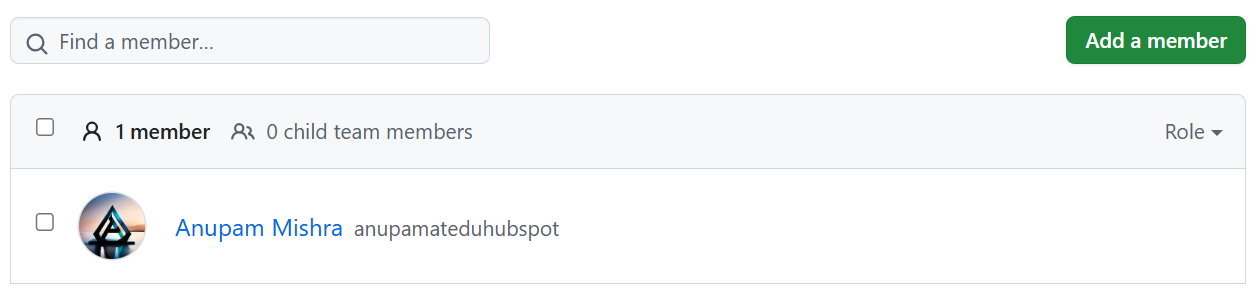 Find a member...
Add a member
1 member 0 child team members Role
Anupam Mishra anupamateduhubspot